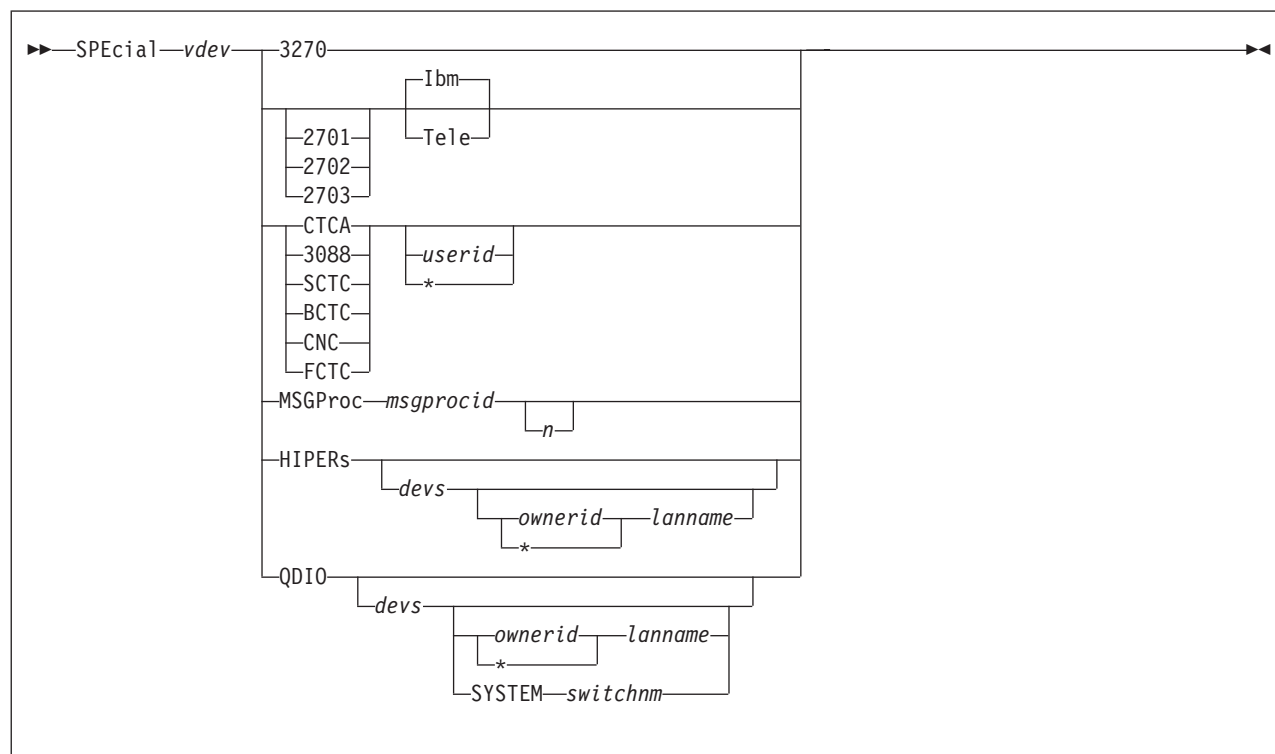 SPEcial vdev 3270
Ibm
2701 Tele
2702
2703
CTCA
3088 userid
SCTC *
BCTC
CNC
FCTC
MSGProc msgprocid
n
HIPERs
devs
ownerid lanname
*
QDIO
devs
ownerid lanname
*
SYSTEM switchnm